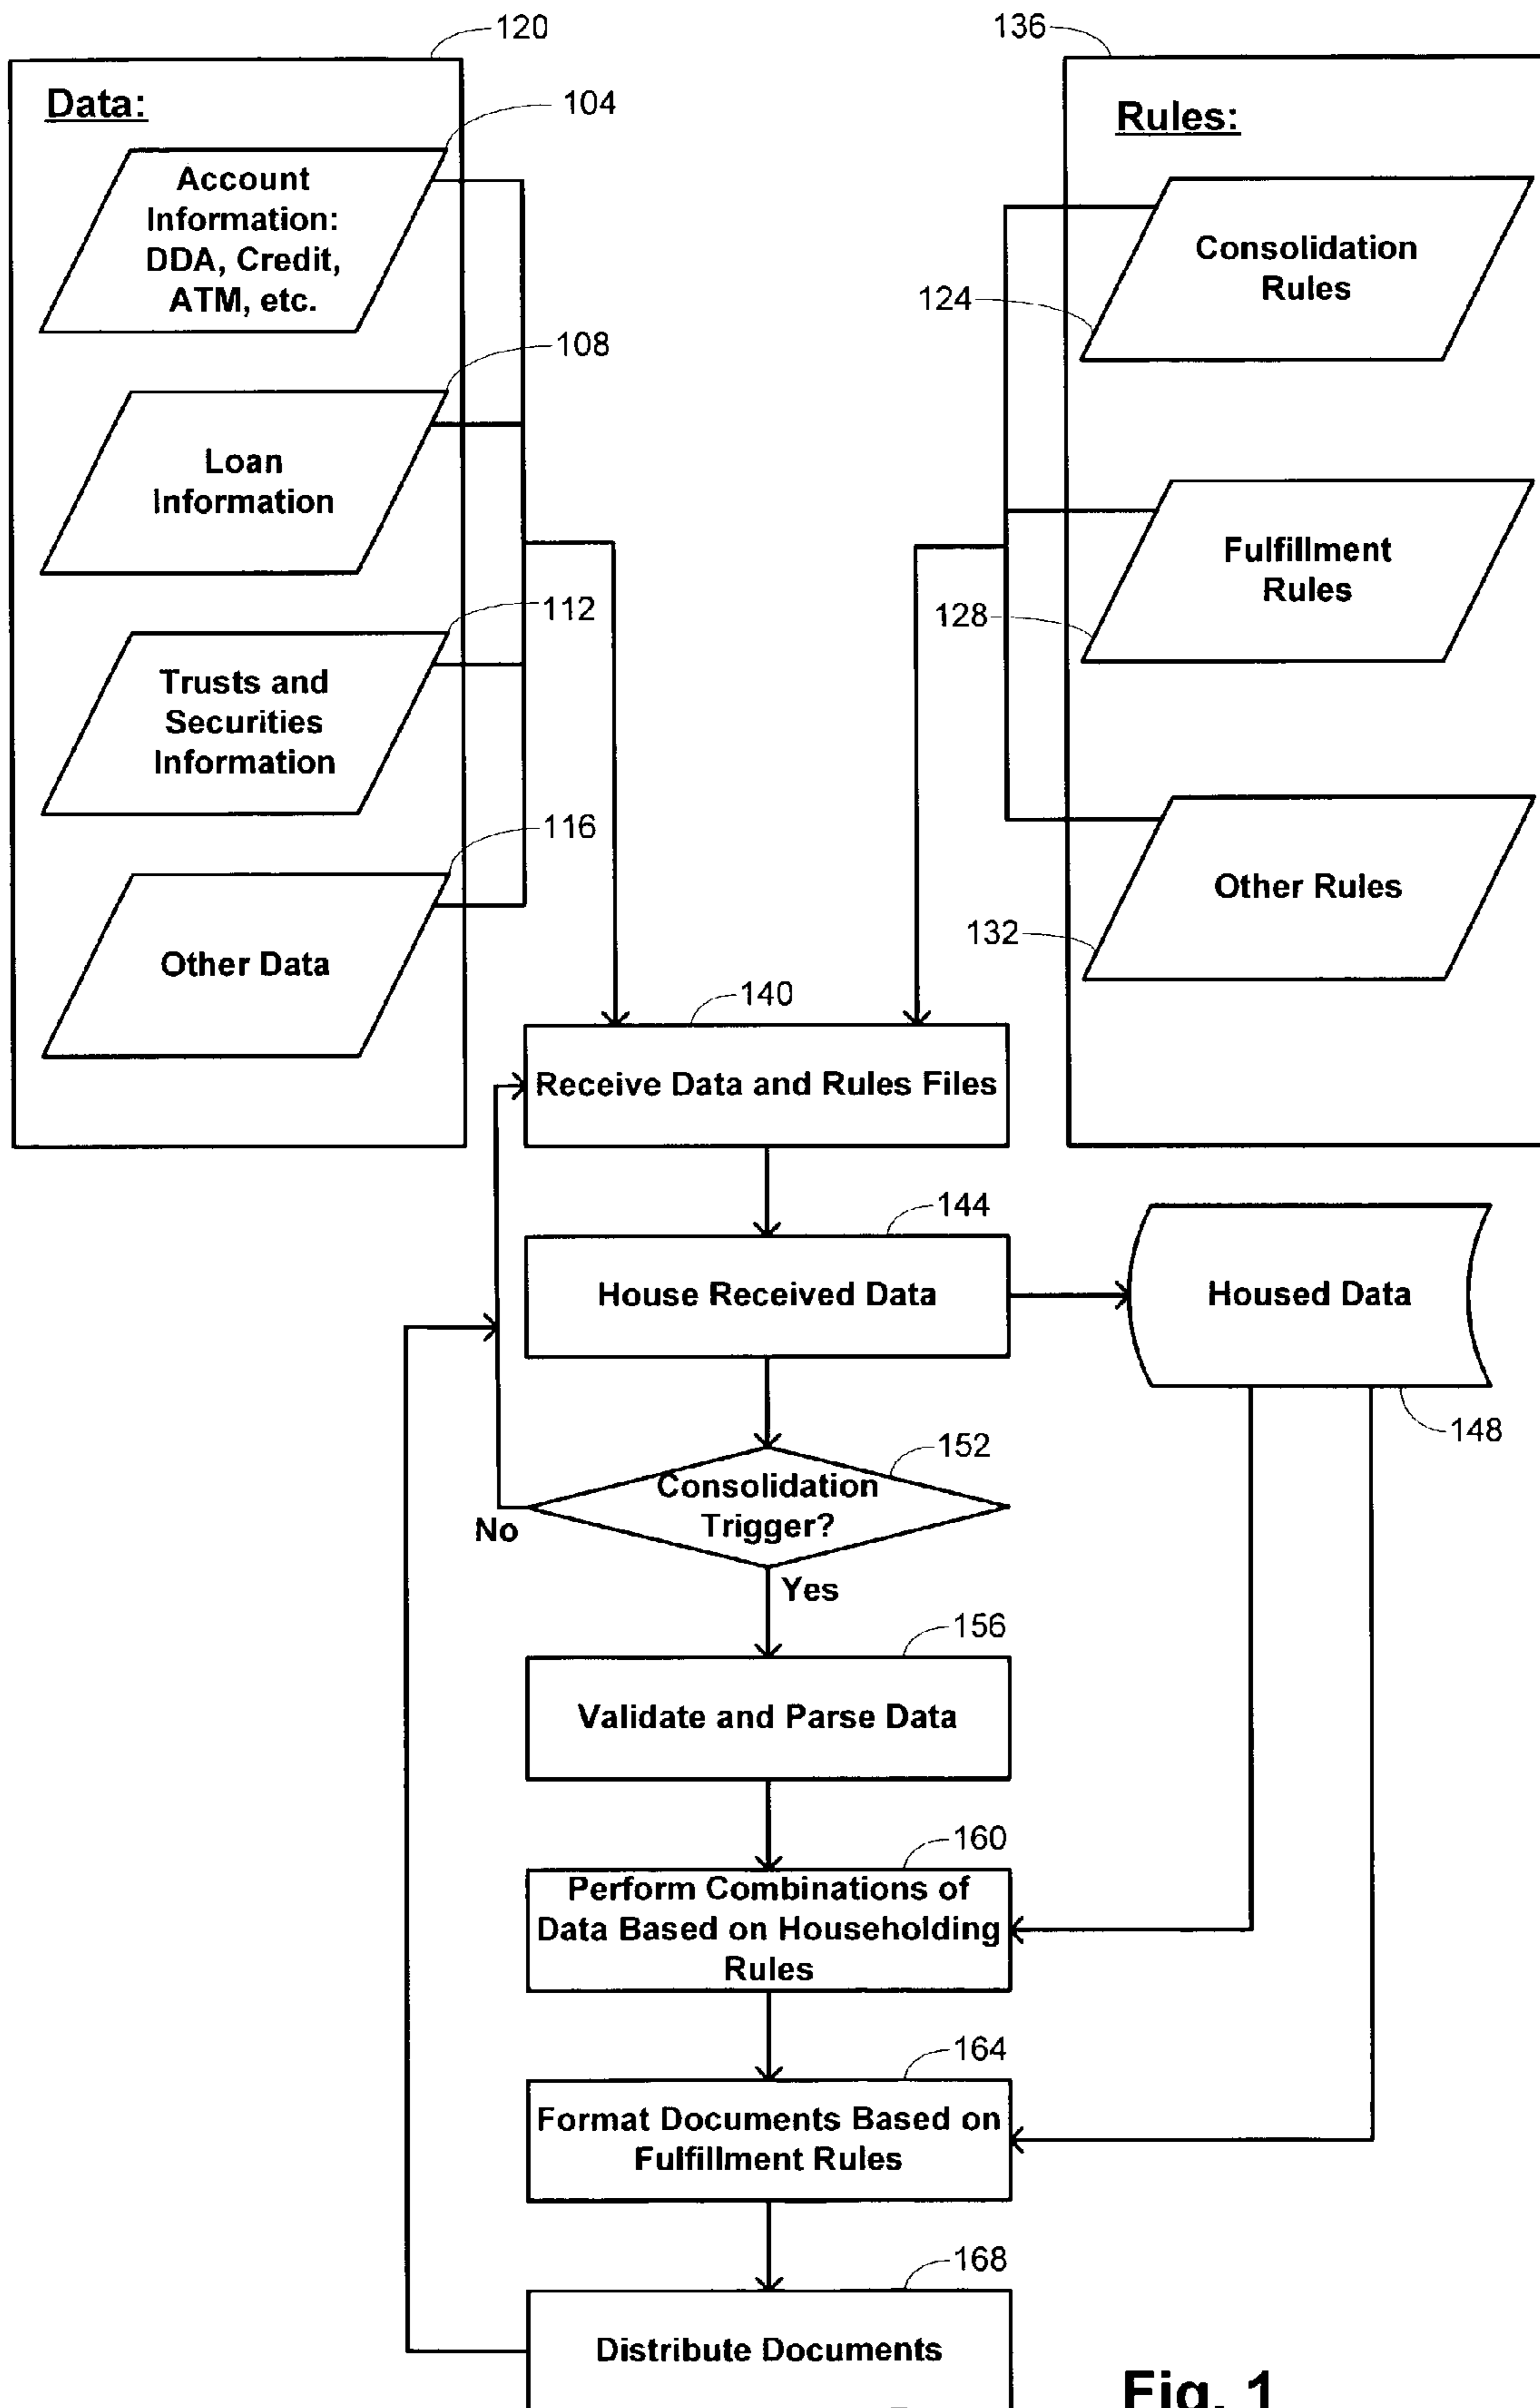 120
Data:
104
Account
Information:
DDA, Credit,
ATM, etc.
108
Loan
Information
112
Trusts and
Securities
Information
116
Other Data
136
Rules:
Consolidation
Rules
124
Fulfillment
Rules
128
Other Rules
132
140
Receive Data and Rules Files
144
House Received Data
Housed Data
148
152
Consolidation
Trigger?
No
Yes
156
Validate and Parse Data
160
Perform Combinations of
Data Based on Householding
Rules
164
Format Documents Based on
Fulfillment Rules
168
Distribute Documents
Fig. 1